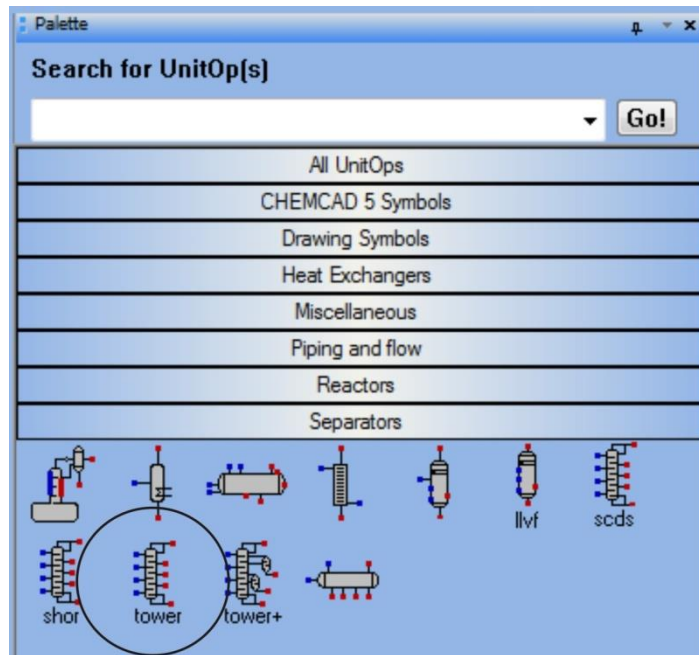 Palette
Search for UnitOp(s)
Go!
All UnitOps
CHEMCAD 5 Symbols
Drawing Symbols
Heat Exchangers
Miscellaneous
Piping and flow
Reactors
Separators
llvf scds
shor tower tower+